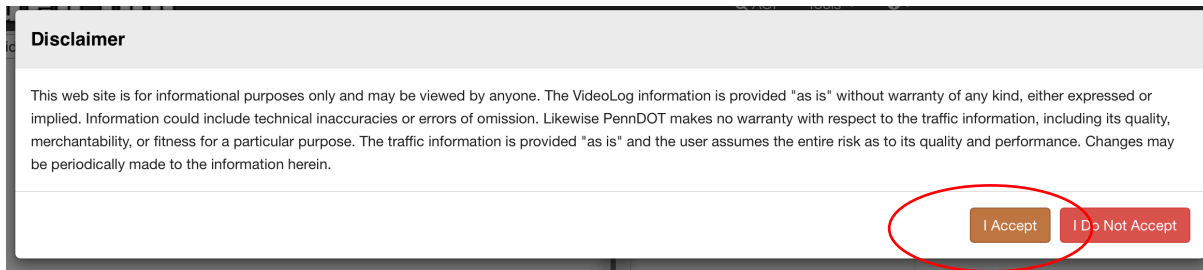 Disclaimer
This web site is for informational purposes only and may be viewed by anyone. The VideoLog information is provided "as is" without warranty of any kind, either expressed or
implied. Information could include technical inaccuracies or errors of omission. Likewise PennDOT makes no warranty with respect to the traffic information, including its quality,
merchantability, or fitness for a particular purpose. The traffic information is provided "as is" and the user assumes the entire risk as to its quality and performance. Changes may
be periodically made to the information herein.
I Accept I Do Not Accept